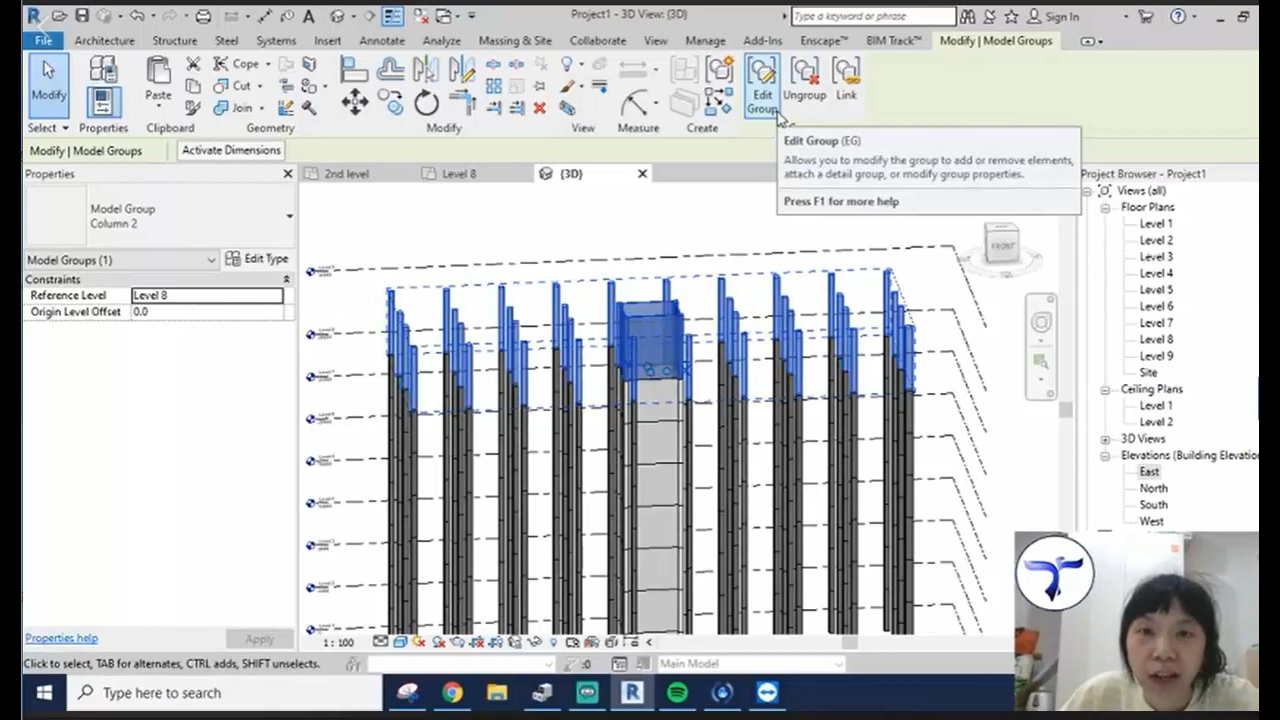 Project1 - 3D View: {3D}
Type a keyword or phrase
Sign In
File
Architecture
Structure
Steel
Systems
Insert
Annotate
Analyze
Massing & Site
Collaborate
View
Manage
Add-Ins
Enscape™
BIM Track™
Modify | Model Groups
Modify
Paste
Cope
Cut
Join
Edit
Group
Ungroup
Link
Select
Properties
Clipboard
Geometry
Modify
View
Measure
Create
Modify | Model Groups
Activate Dimensions
Edit Group (EG)
Allows you to modify the group to add or remove elements,
attach a detail group, or modify group properties.
Press F1 for more help
Properties
2nd level
Level 8
{3D}
Project Browser - Project1
Model Group
Column 2
Model Groups (1)
Edit Type
Constraints
Reference Level
Level 8
Origin Level Offset
0.0
Properties help
Apply
FRONT
Views (all)
Floor Plans
Level 1
Level 2
Level 3
Level 4
Level 5
Level 6
Level 7
Level 8
Level 9
Site
Ceiling Plans
Level 1
Level 2
3D Views
Elevations (Building Elevatio
East
North
South
West
1 : 100
Click to select, TAB for alternates, CTRL adds, SHIFT unselects.
:0
Main Model
Type here to search